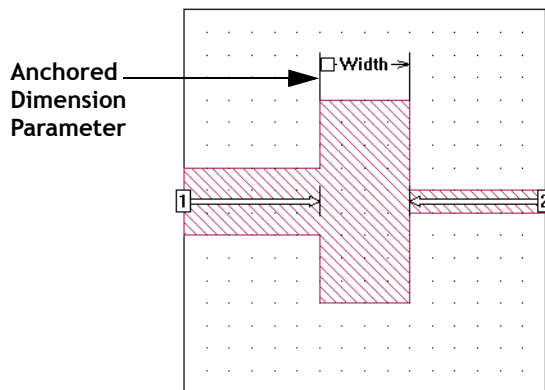 Anchored
Dimension
Parameter
Width
1
2